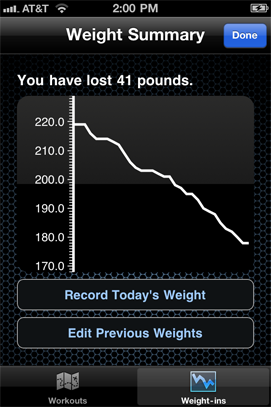 AT&T 2:00 PM
Weight Summary Done
You have lost 41 pounds.
220.0
210.0
200.0
190.0
180.0
170.0
Record Today's Weight
Edit Previous Weights
Workouts Weight-ins